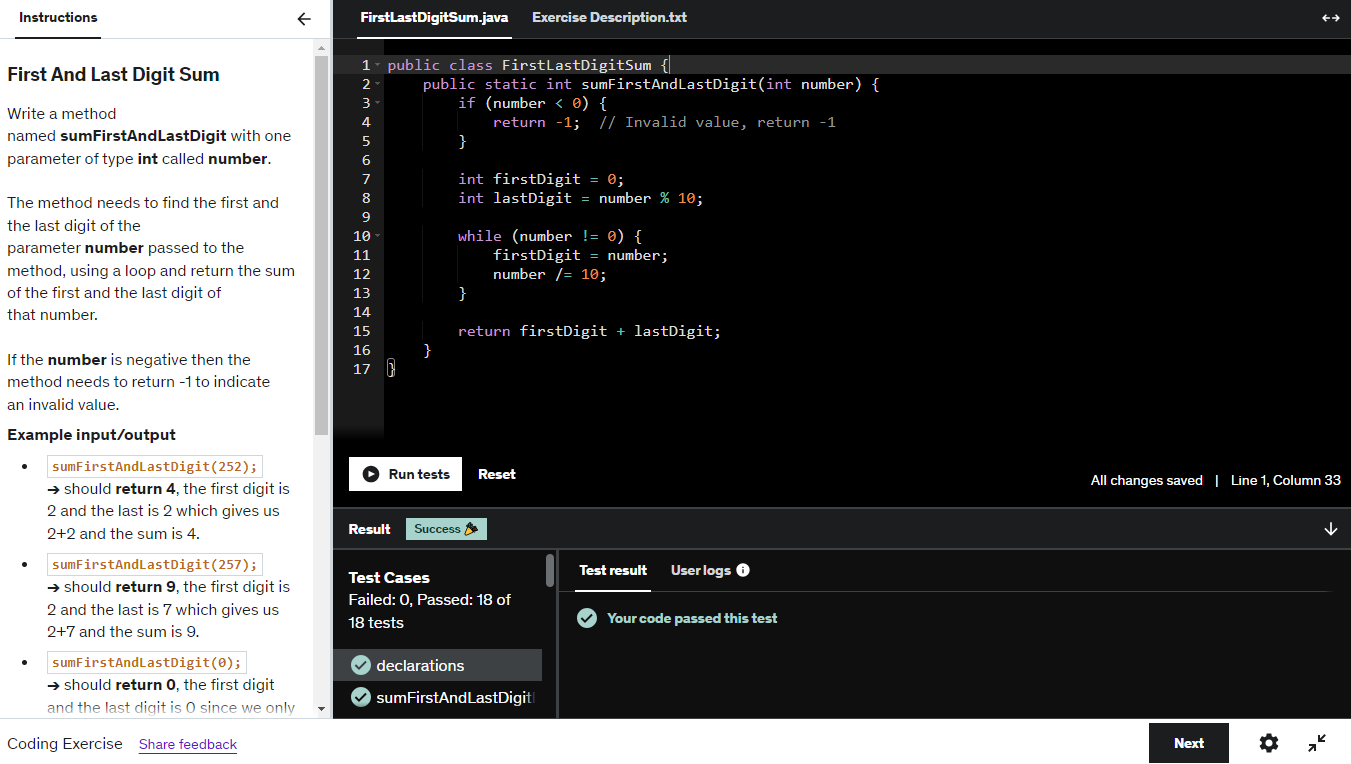 Instructions
First And Last Digit Sum
Write a method
named sumFirstAndLastDigit with one
parameter of type int called number.
The method needs to find the first and
the last digit of the
parameter number passed to the
method, using a loop and return the sum
of the first and the last digit of
that number.
If the number is negative then the
method needs to return -1 to indicate
an invalid value.
Example input/output
sumFirstAndLastDigit(252);
→ should return 4, the first digit is
2 and the last is 2 which gives us
2+2 and the sum is 4.
sumFirstAndLastDigit(257);
→ should return 9, the first digit is
2 and the last is 7 which gives us
2+7 and the sum is 9.
sumFirstAndLastDigit(0);
→ should return 0, the first digit
and the last digit is 0 since we only
FirstLastDigitSum.java Exercise Description.txt
1 public class FirstLastDigitSum {
2 public static int sumFirstAndLastDigit(int number) {
3 if (number < 0) {
4 return -1; // Invalid value, return -1
5 }
6
7 int firstDigit = 0;
8 int lastDigit = number % 10;
9
10 while (number != 0) {
11 firstDigit = number;
12 number /= 10;
13 }
14
15 return firstDigit + lastDigit;
16 }
17 }
Run tests Reset
All changes saved | Line 1, Column 33
Result Success
Test Cases
Failed: 0, Passed: 18 of
18 tests
declarations
sumFirstAndLastDigit
Test result User logs
Your code passed this test
Coding Exercise Share feedback
Next